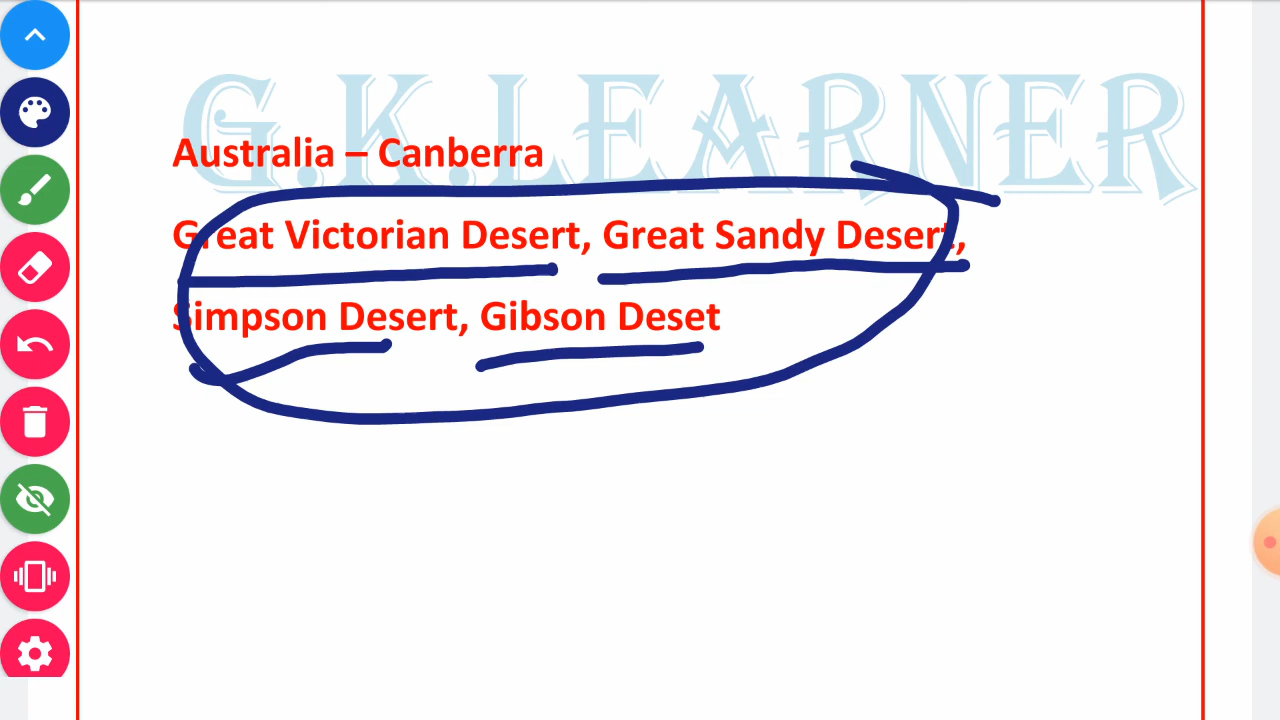 G.K.LEARNER
Australia – Canberra
Great Victorian Desert, Great Sandy Desert,
Simpson Desert, Gibson Deset